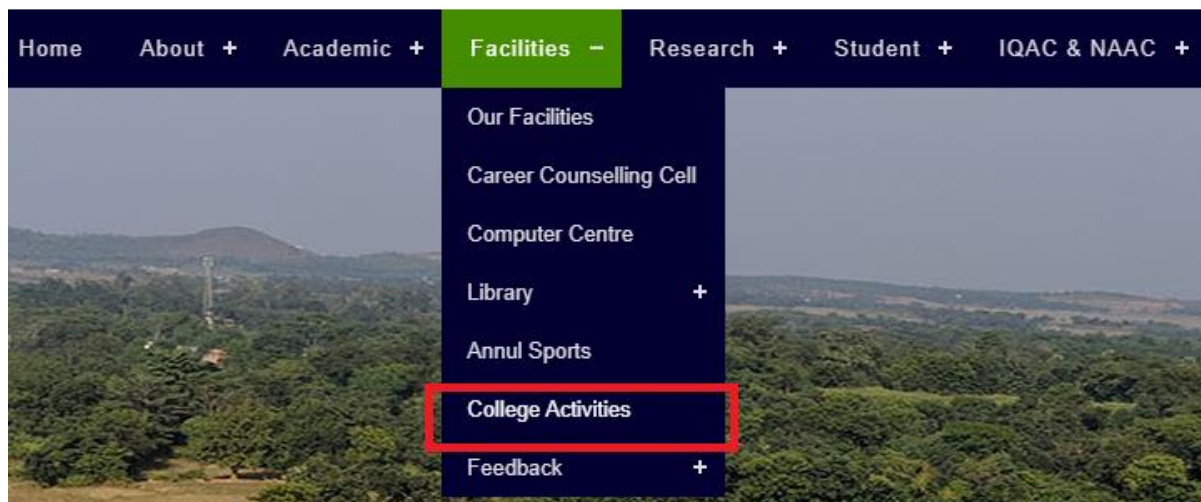 Home About + Academic + Facilities − Research + Student + IQAC & NAAC +
Our Facilities
Career Counselling Cell
Computer Centre
Library +
Annul Sports
College Activities
Feedback +